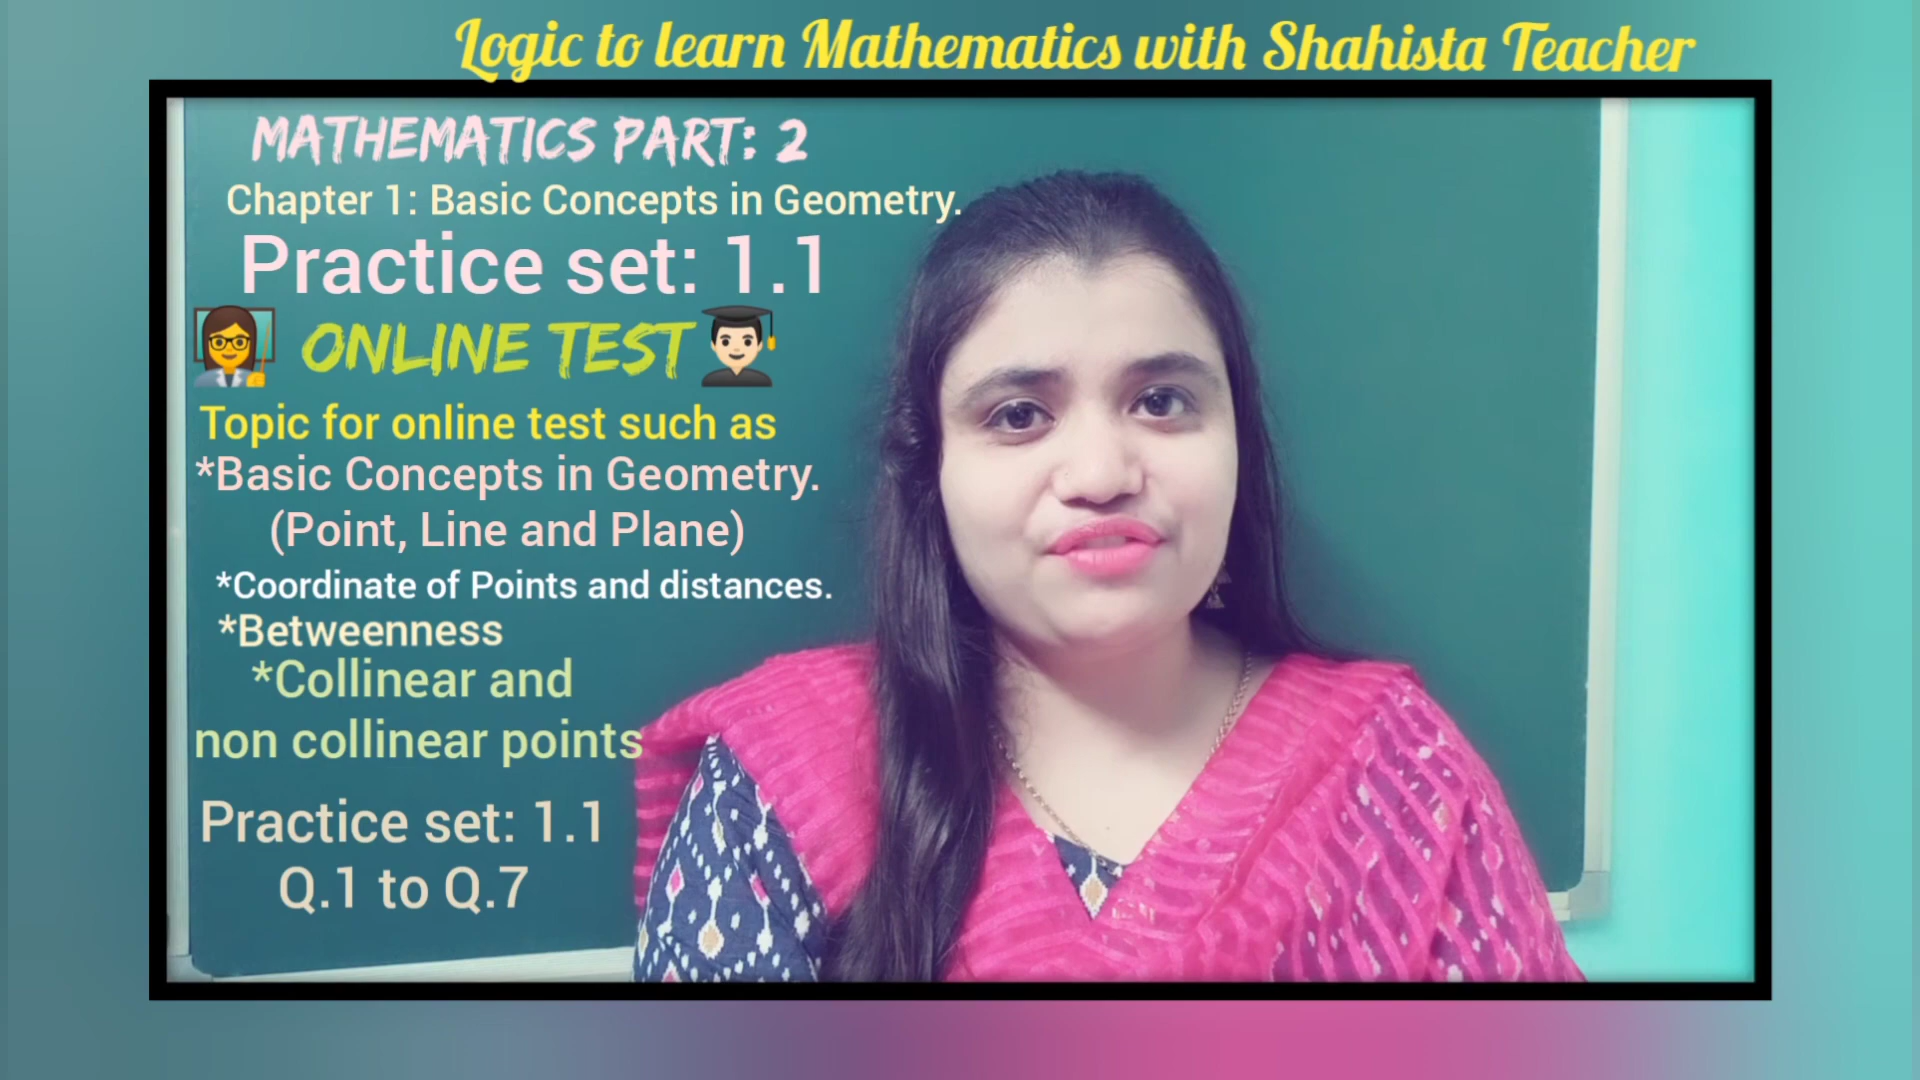 Logic to learn Mathematics with Shahista Teacher
MATHEMATICS PART: 2
Chapter 1: Basic Concepts in Geometry.
Practice set: 1.1
ONLINE TEST
Topic for online test such as
*Basic Concepts in Geometry.
(Point, Line and Plane)
*Coordinate of Points and distances.
*Betweenness
*Collinear and
non collinear points
Practice set: 1.1
Q.1 to Q.7